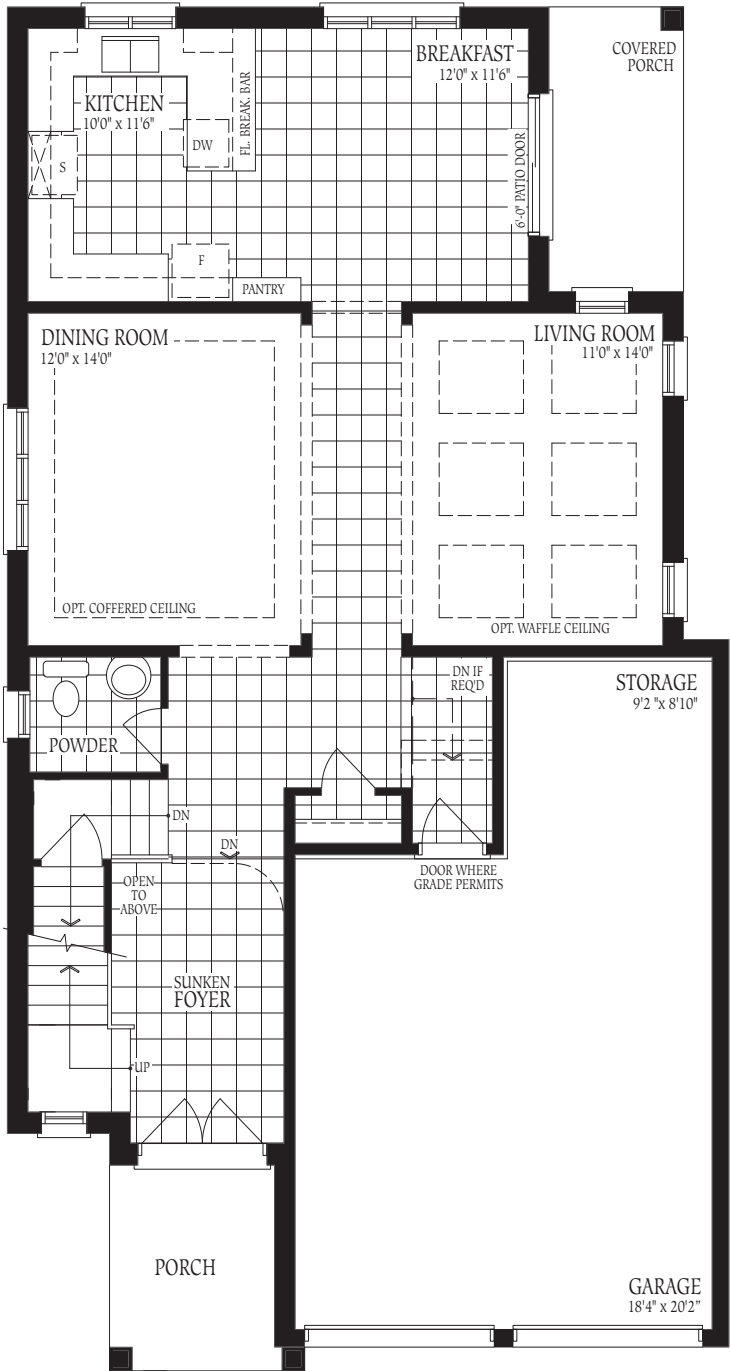 BREAKFAST
12'0" x 11'6"
COVERED
PORCH
KITCHEN
10'0" x 11'6"
FL. BREAK. BAR
DW
S
6'-0" PATIO DOOR
F
PANTRY
DINING ROOM
12'0" x 14'0"
LIVING ROOM
11'0" x 14'0"
OPT. COFFERED CEILING
OPT. WAFFLE CEILING
DN IF
REQ'D
STORAGE
9'2 "x 8'10"
POWDER
DN
DN
OPEN
TO
ABOVE
DOOR WHERE
GRADE PERMITS
SUNKEN
FOYER
UP
PORCH
GARAGE
18'4" x 20'2"